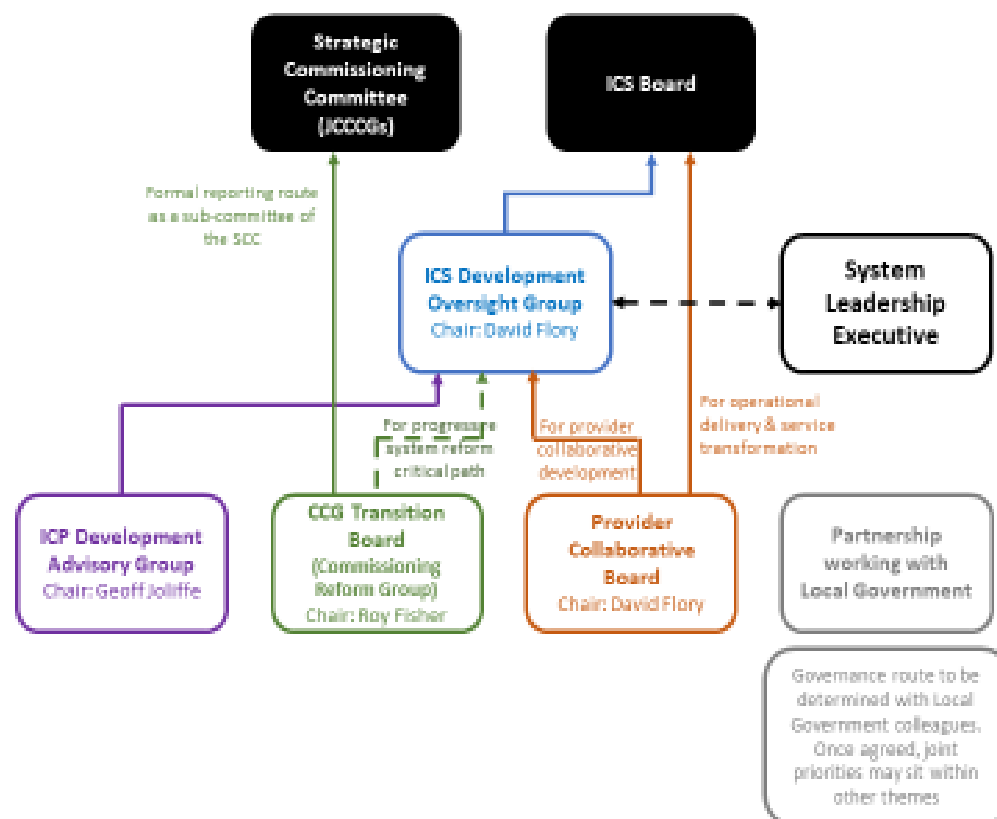 Strategic
Commissioning
Committee
(JCCCGs)
ICS Board
Formal reporting route
as a sub-committee of
the SCC
ICS Development
Oversight Group
Chair: David Flory
System
Leadership
Executive
For progressive
system reform
critical path
For provider
collaborative
development
For operational
delivery & service
transformation
ICP Development
Advisory Group
Chair: Geoff Jolliffe
CCG Transition
Board
(Commissioning
Reform Group)
Chair: Roy Fisher
Provider
Collaborative
Board
Chair: David Flory
Partnership
working with
Local Government
Governance route to be
determined with Local
Government colleagues.
Once agreed, joint
priorities may sit within
other themes